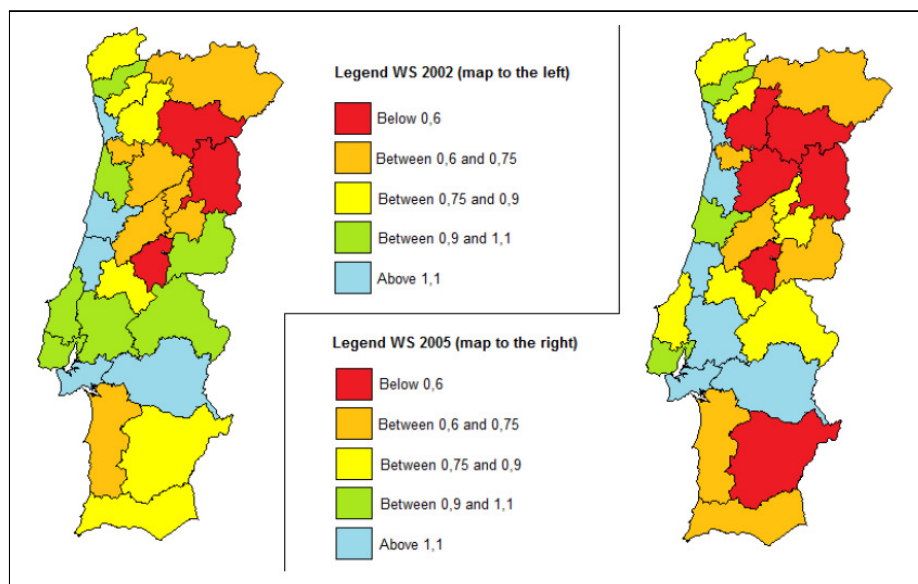 Legend WS 2002 (map to the left)
Below 0,6
Between 0,6 and 0,75
Between 0,75 and 0,9
Between 0,9 and 1,1
Above 1,1
Legend WS 2005 (map to the right)
Below 0,6
Between 0,6 and 0,75
Between 0,75 and 0,9
Between 0,9 and 1,1
Above 1,1